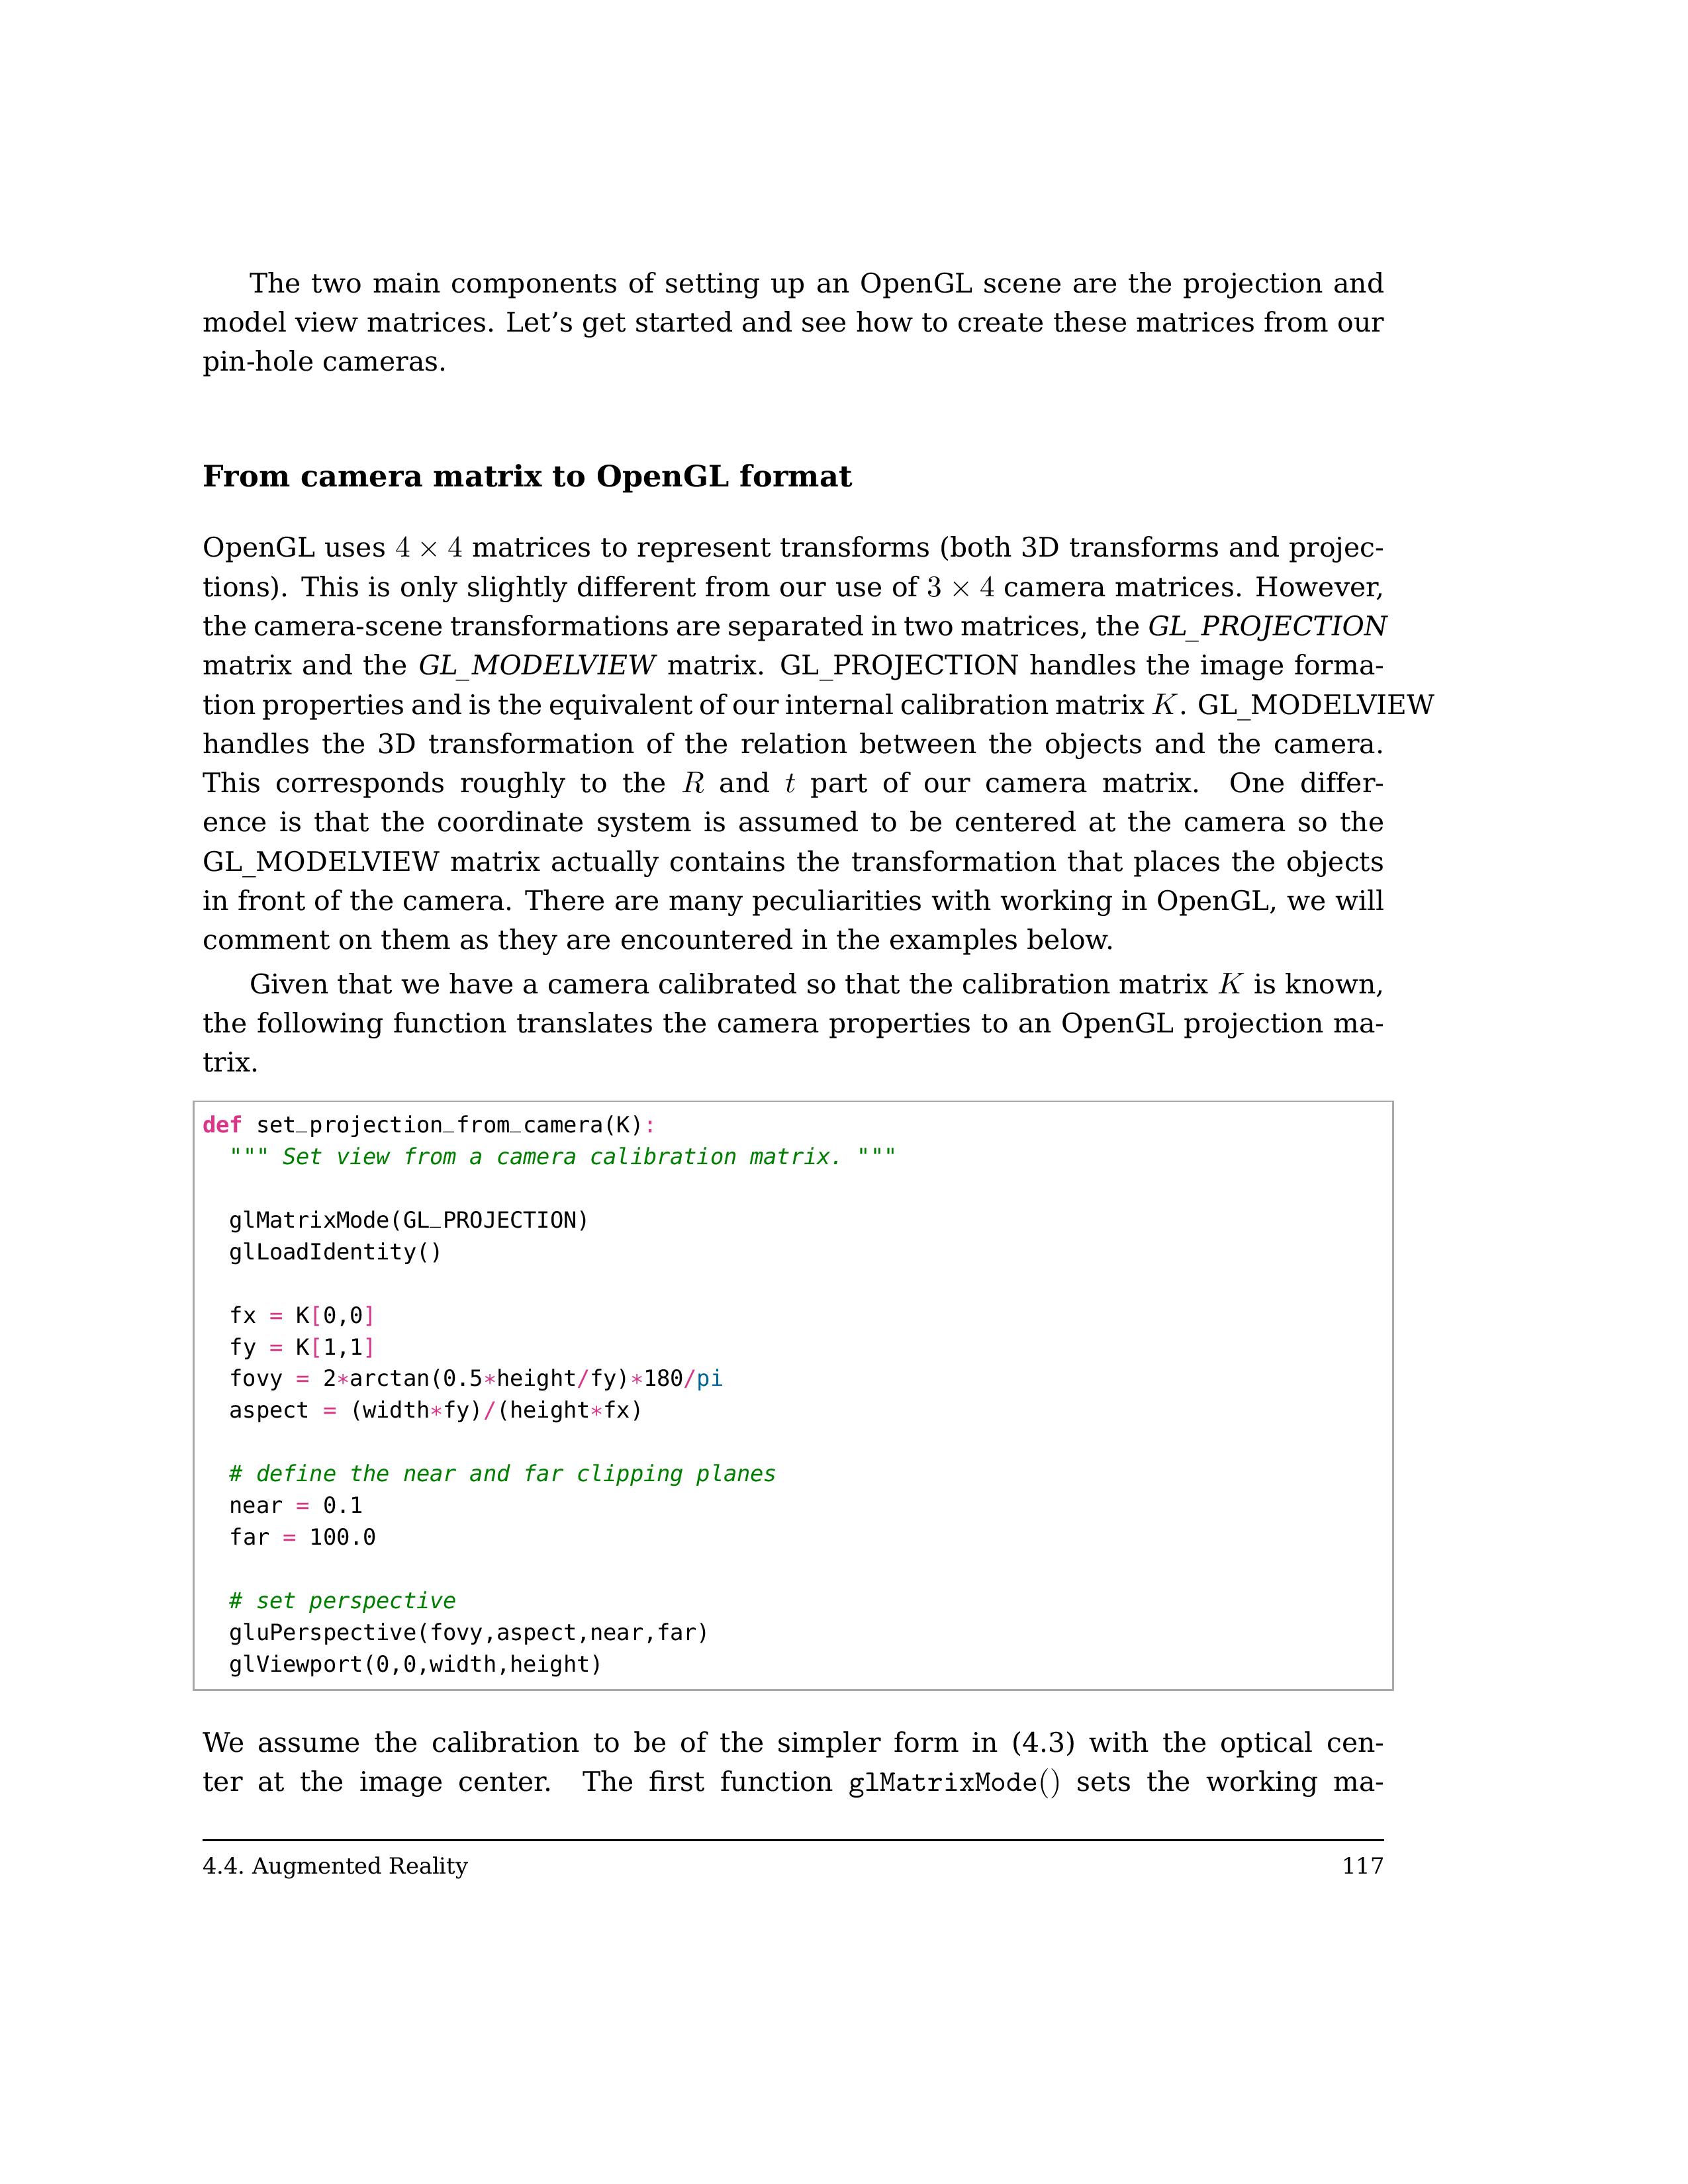 The two main components of setting up an OpenGL scene are the projection and
model view matrices. Let’s get started and see how to create these matrices from our
pin-hole cameras.
From camera matrix to OpenGL format
OpenGL uses 4 × 4 matrices to represent transforms (both 3D transforms and projec-
tions). This is only slightly different from our use of 3 × 4 camera matrices. However,
the camera-scene transformations are separated in two matrices, the GL_PROJECTION
matrix and the GL_MODELVIEW matrix. GL_PROJECTION handles the image forma-
tion properties and is the equivalent of our internal calibration matrix K. GL_MODELVIEW
handles the 3D transformation of the relation between the objects and the camera.
This corresponds roughly to the R and t part of our camera matrix. One differ-
ence is that the coordinate system is assumed to be centered at the camera so the
GL_MODELVIEW matrix actually contains the transformation that places the objects
in front of the camera. There are many peculiarities with working in OpenGL, we will
comment on them as they are encountered in the examples below.
Given that we have a camera calibrated so that the calibration matrix K is known,
the following function translates the camera properties to an OpenGL projection ma-
trix.
def set_projection_from_camera(K):
  """ Set view from a camera calibration matrix. """
  glMatrixMode(GL_PROJECTION)
  glLoadIdentity()
  fx = K[0,0]
  fy = K[1,1]
  fovy = 2*arctan(0.5*height/fy)*180/pi
  aspect = (width*fy)/(height*fx)
  # define the near and far clipping planes
  near = 0.1
  far = 100.0
  # set perspective
  gluPerspective(fovy,aspect,near,far)
  glViewport(0,0,width,height)
We assume the calibration to be of the simpler form in (4.3) with the optical cen-
ter at the image center. The first function glMatrixMode() sets the working ma-
4.4. Augmented Reality 117